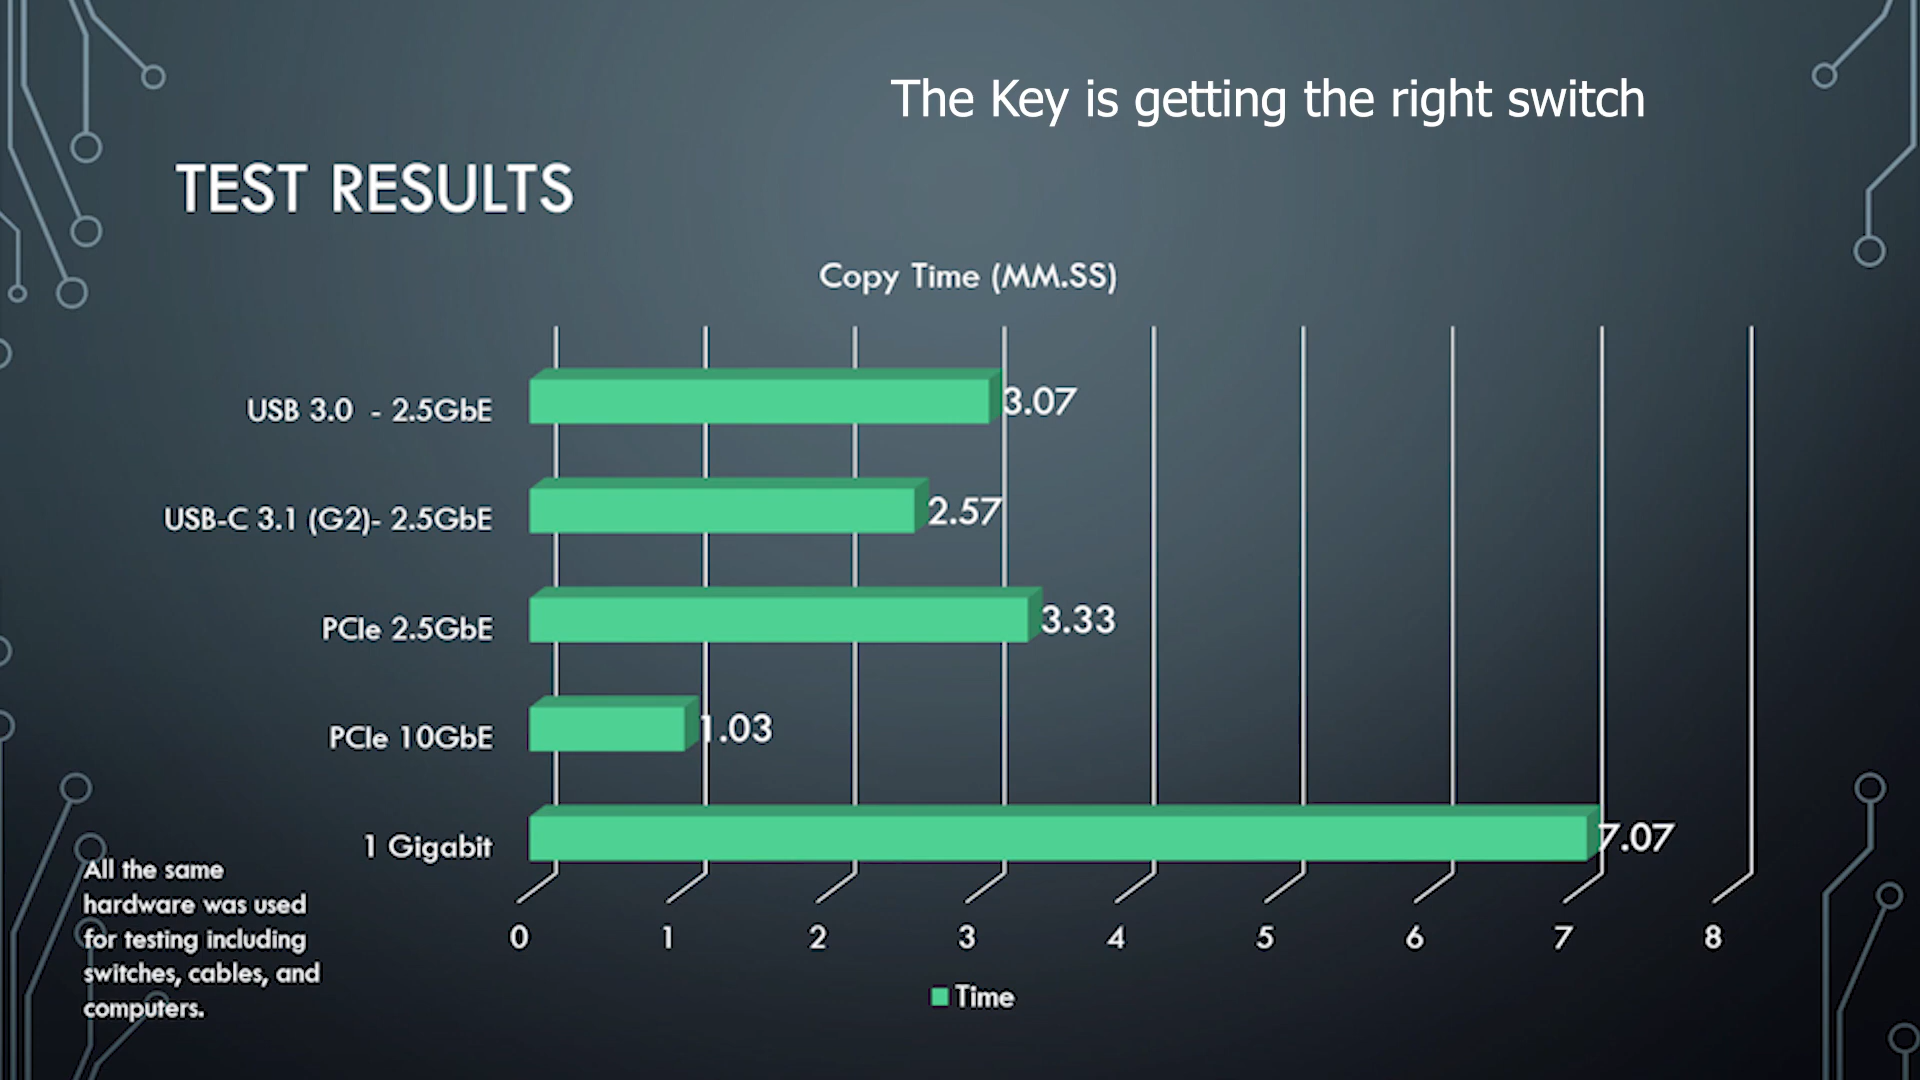 The Key is getting the right switch
TEST RESULTS
Copy Time (MM.SS)
USB 3.0 - 2.5GbE
3.07
USB-C 3.1 (G2)- 2.5GbE
2.57
PCIe 2.5GbE
3.33
PCIe 10GbE
1.03
1 Gigabit
7.07
All the same
hardware was used
for testing including
switches, cables, and
computers.
0 1 2 3 4 5 6 7 8
Time